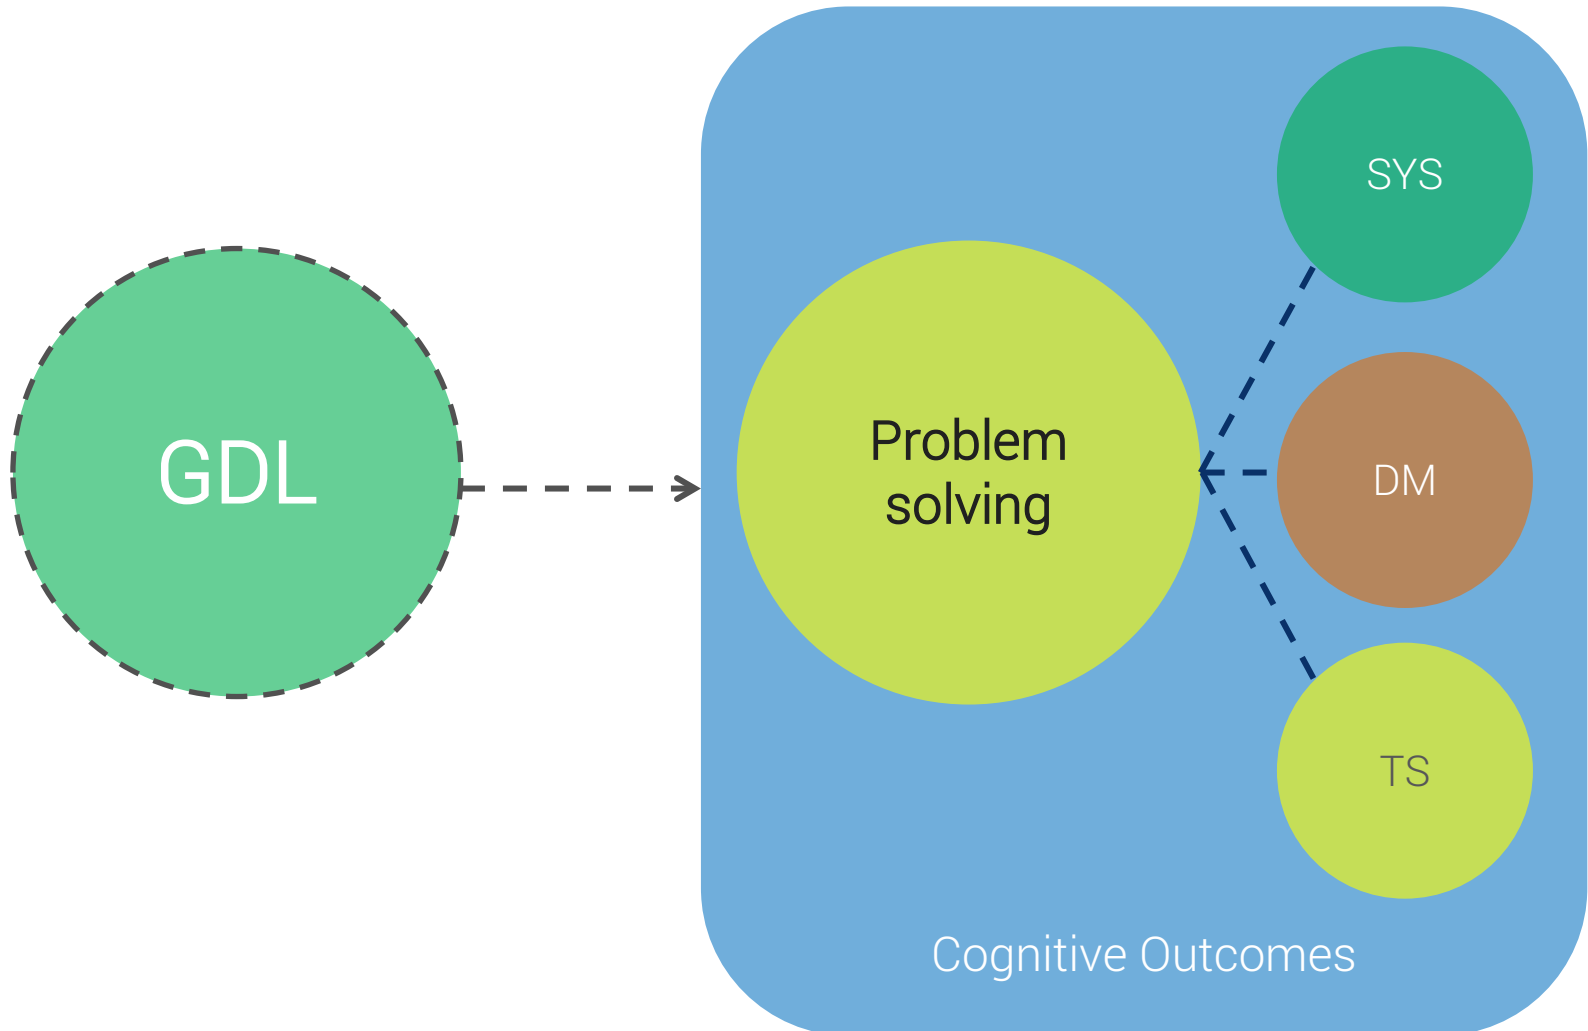 GDL
Problem
solving
SYS
DM
TS
Cognitive Outcomes